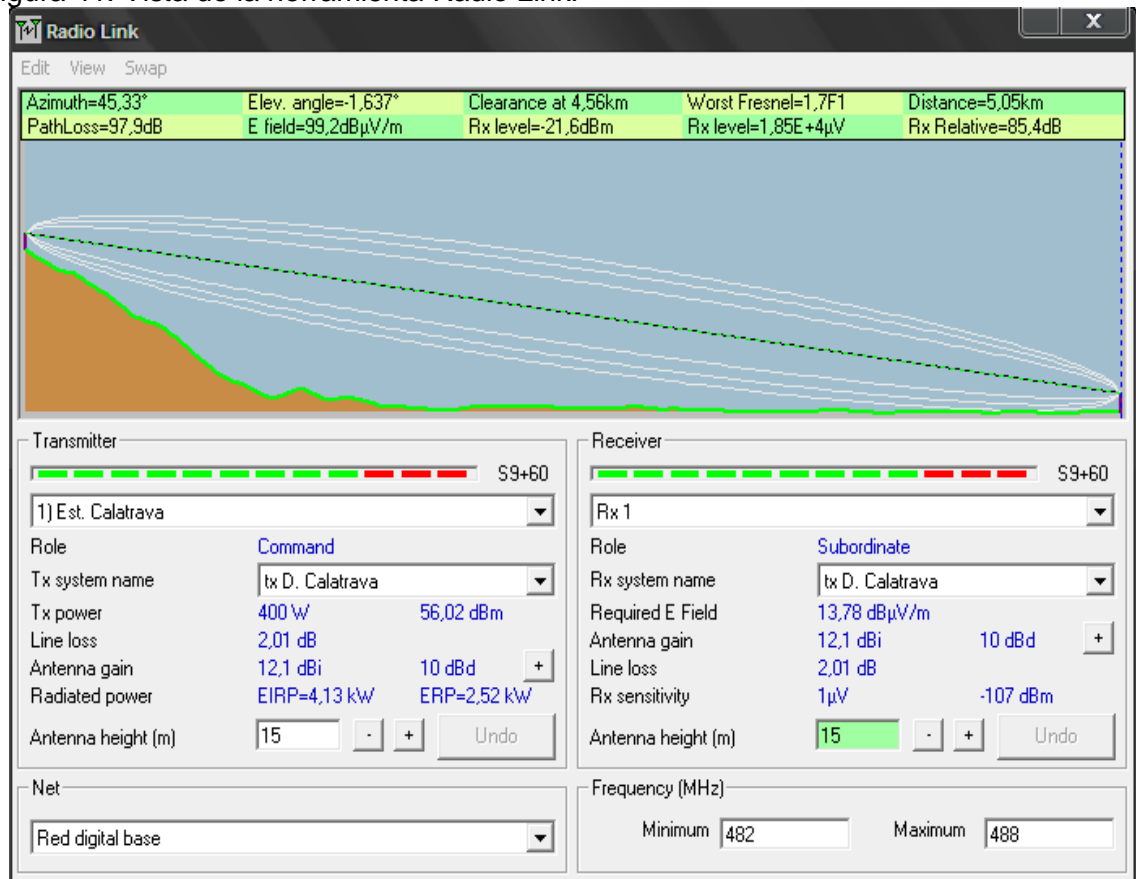 Vista de la herramienta Radio Link.
Radio Link
X
Edit View Swap
Azimuth=45,33° Elev. angle=-1,637° Clearance at 4,56km Worst Fresnel=1,7F1 Distance=5,05km
PathLoss=97,9dB E field=99,2dBµV/m Rx level=-21,6dBm Rx level=1,85E+4µV Rx Relative=85,4dB
Transmitter
S9+60
1) Est. Calatrava
Role Command
Tx system name tx D. Calatrava
Tx power 400 W 56,02 dBm
Line loss 2,01 dB
Antenna gain 12,1 dBi 10 dBd +
Radiated power EIRP=4,13 kW ERP=2,52 kW
Antenna height (m) 15 - + Undo
Net
Red digital base
Receiver
S9+60
Rx 1
Role Subordinate
Rx system name tx D. Calatrava
Required E Field 13,78 dBµV/m
Antenna gain 12,1 dBi 10 dBd +
Line loss 2,01 dB
Rx sensitivity 1µV -107 dBm
Antenna height (m) 15 - + Undo
Frequency (MHz)
Minimum 482 Maximum 488